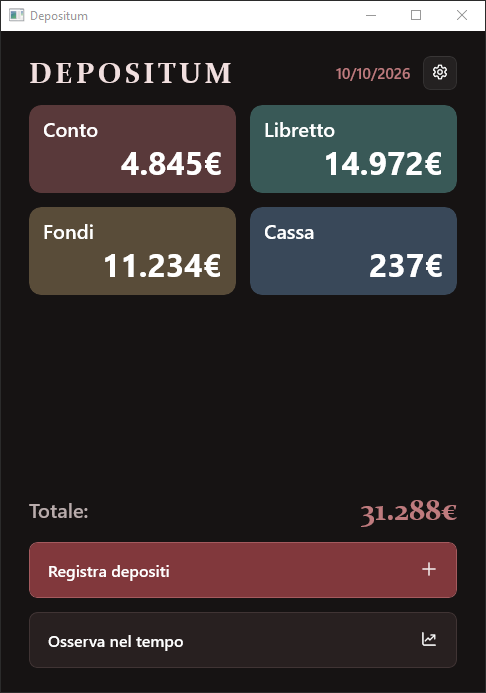 Depositum
DEPOSITUM
10/10/2026
Conto
4.845€
Libretto
14.972€
Fondi
11.234€
Cassa
237€
Totale:
31.288€
Registra depositi
Osserva nel tempo